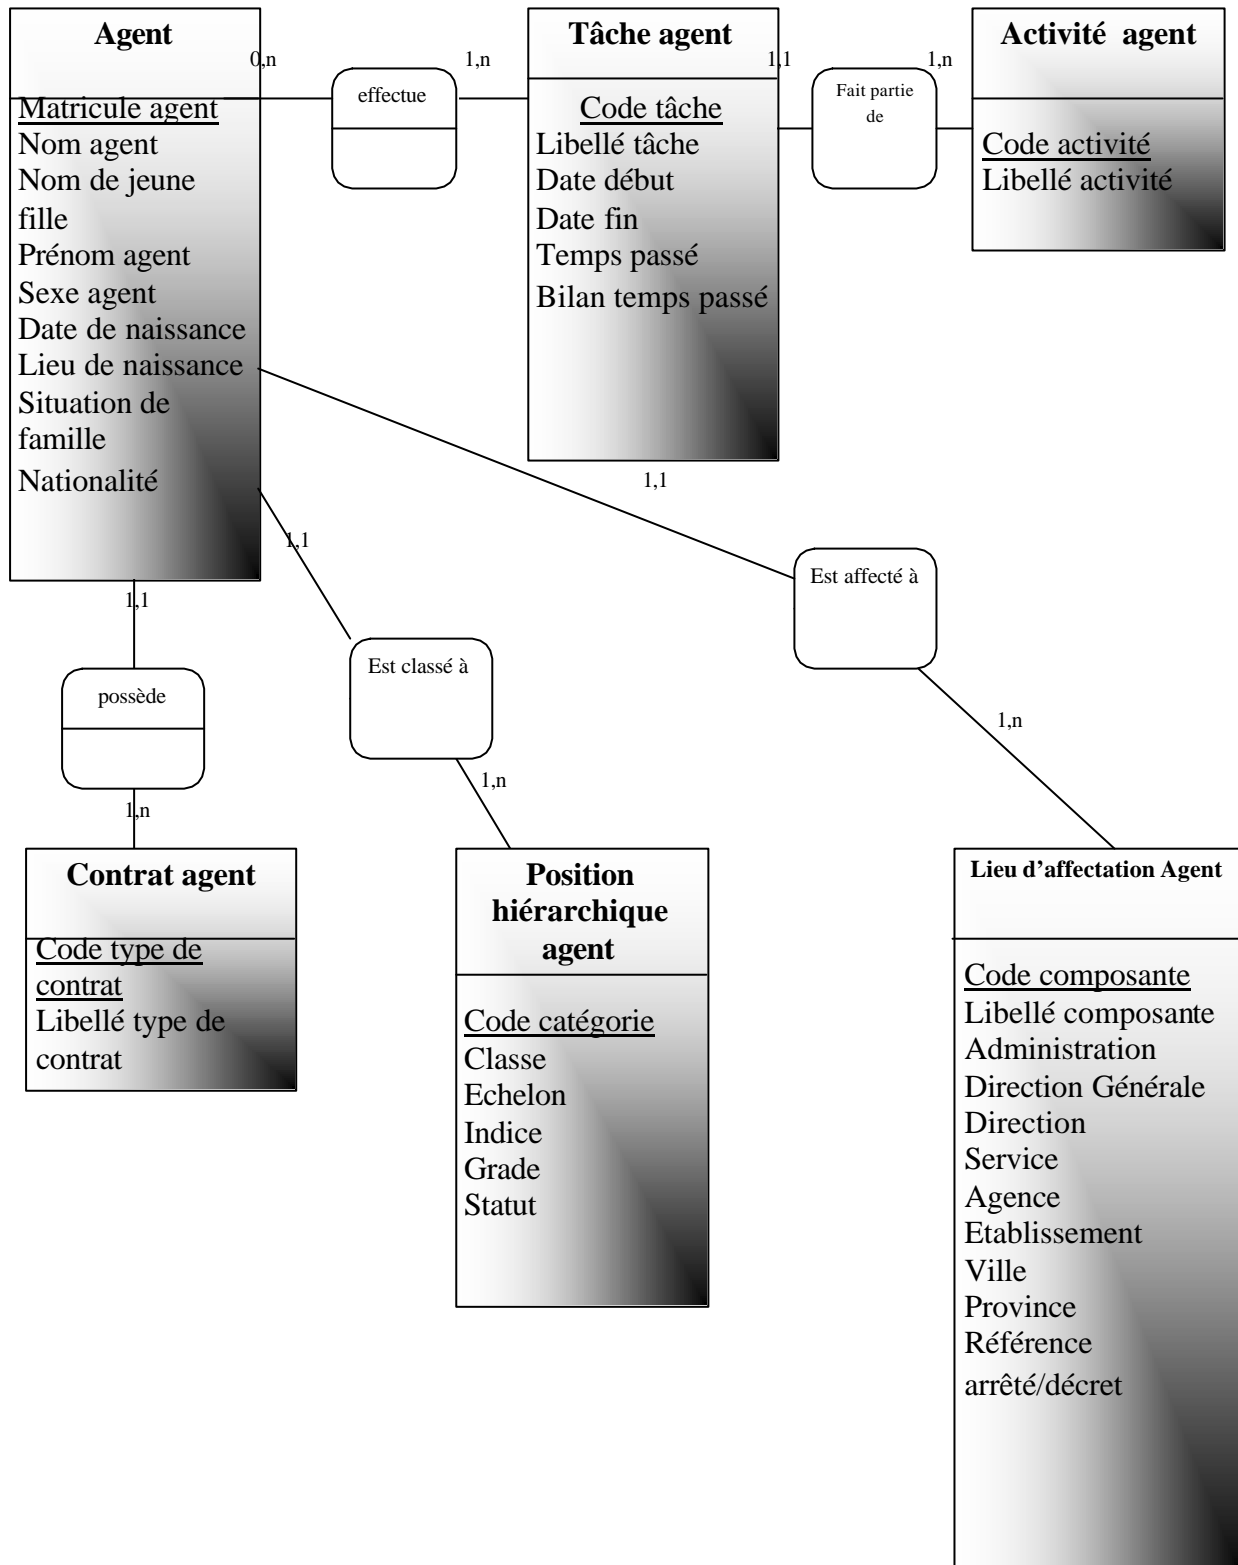 Agent
0,n
effectue
1,n
Tâche agent
1,1
Fait partie
de
1,n
Activité agent
Matricule agent
Nom agent
Nom de jeune
fille
Prénom agent
Sexe agent
Date de naissance
Lieu de naissance
Situation de
famille
Nationalité
Code tâche
Libellé tâche
Date début
Date fin
Temps passé
Bilan temps passé
Code activité
Libellé activité
1,1
Est affecté à
1,n
1,1
Est classé à
1,n
1,1
possède
1,n
Contrat agent
Code type de
contrat
Libellé type de
contrat
Position
hiérarchique
agent
Code catégorie
Classe
Echelon
Indice
Grade
Statut
Lieu d'affectation Agent
Code composante
Libellé composante
Administration
Direction Générale
Direction
Service
Agence
Etablissement
Ville
Province
Référence
arrêté/décret